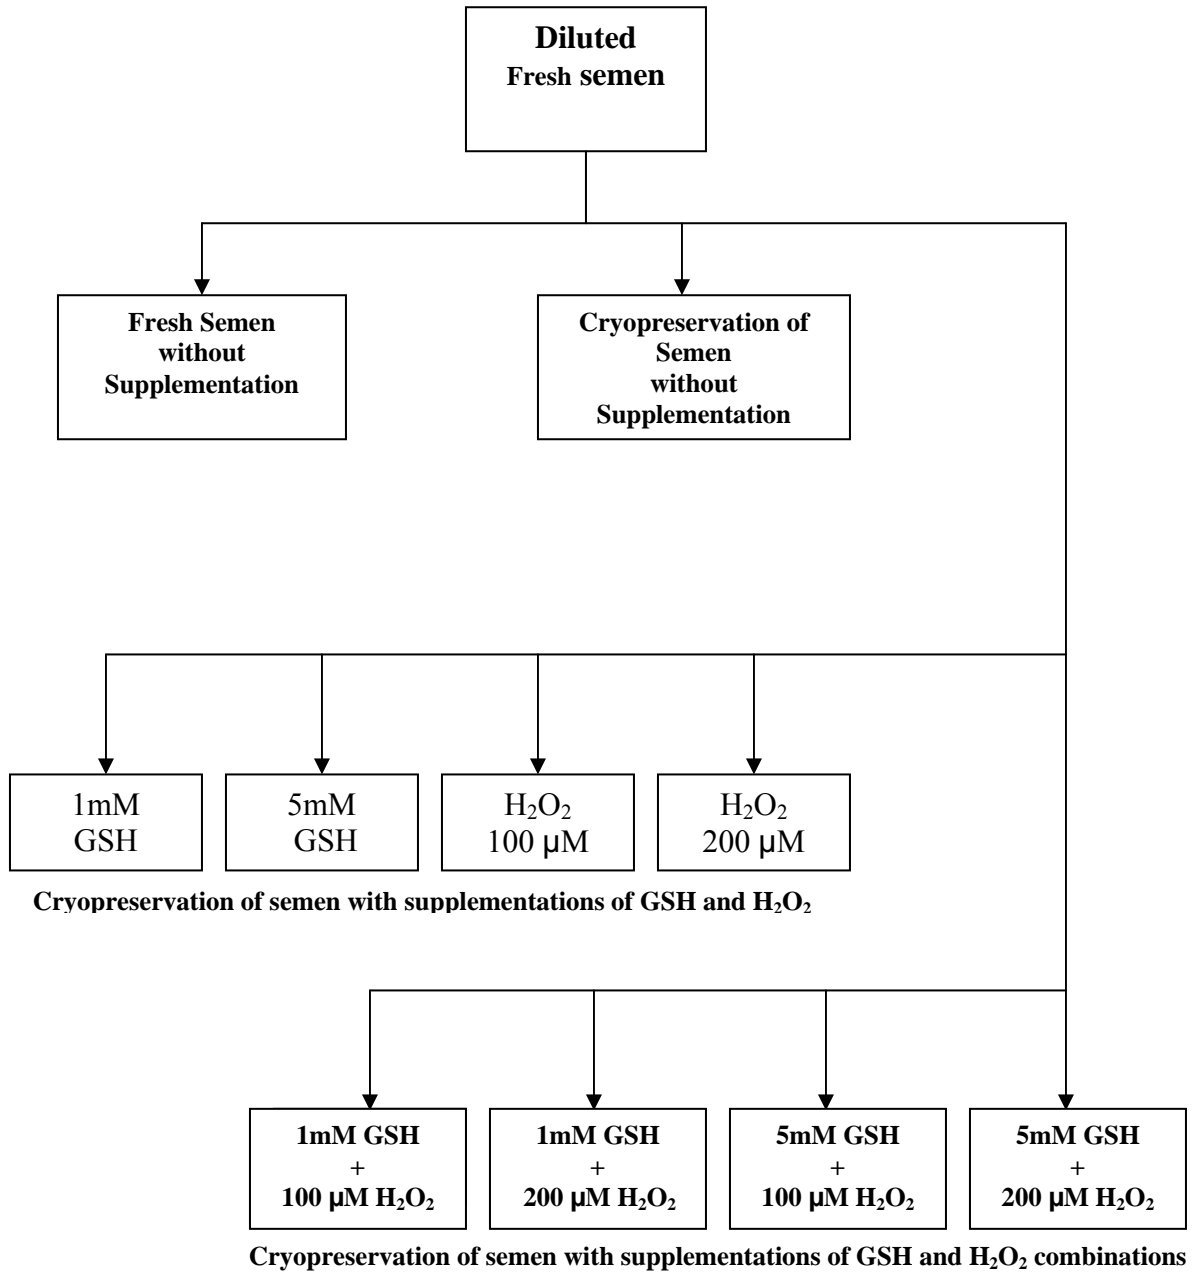 Diluted
Fresh semen
Fresh Semen
without
Supplementation
Cryopreservation of
Semen
without
Supplementation
1mM
GSH
5mM
GSH
H₂O₂
100 µM
H₂O₂
200 µM
Cryopreservation of semen with supplementations of GSH and H₂O₂
1mM GSH
+
100 µM H₂O₂
1mM GSH
+
200 µM H₂O₂
5mM GSH
+
100 µM H₂O₂
5mM GSH
+
200 µM H₂O₂
Cryopreservation of semen with supplementations of GSH and H₂O₂ combinations